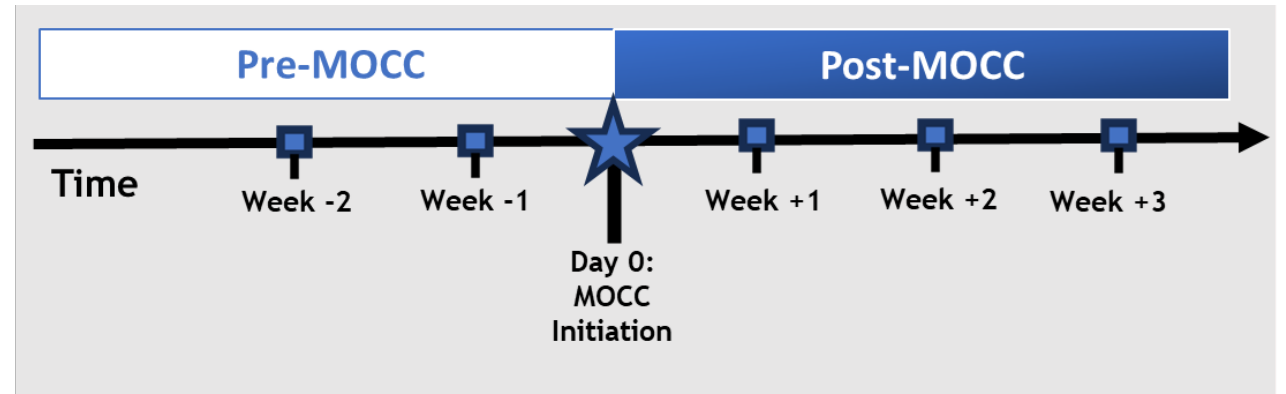 Pre-MOCC
Post-MOCC
Time
Week -2
Week -1
Week +1
Week +2
Week +3
Day 0:
MOCC
Initiation